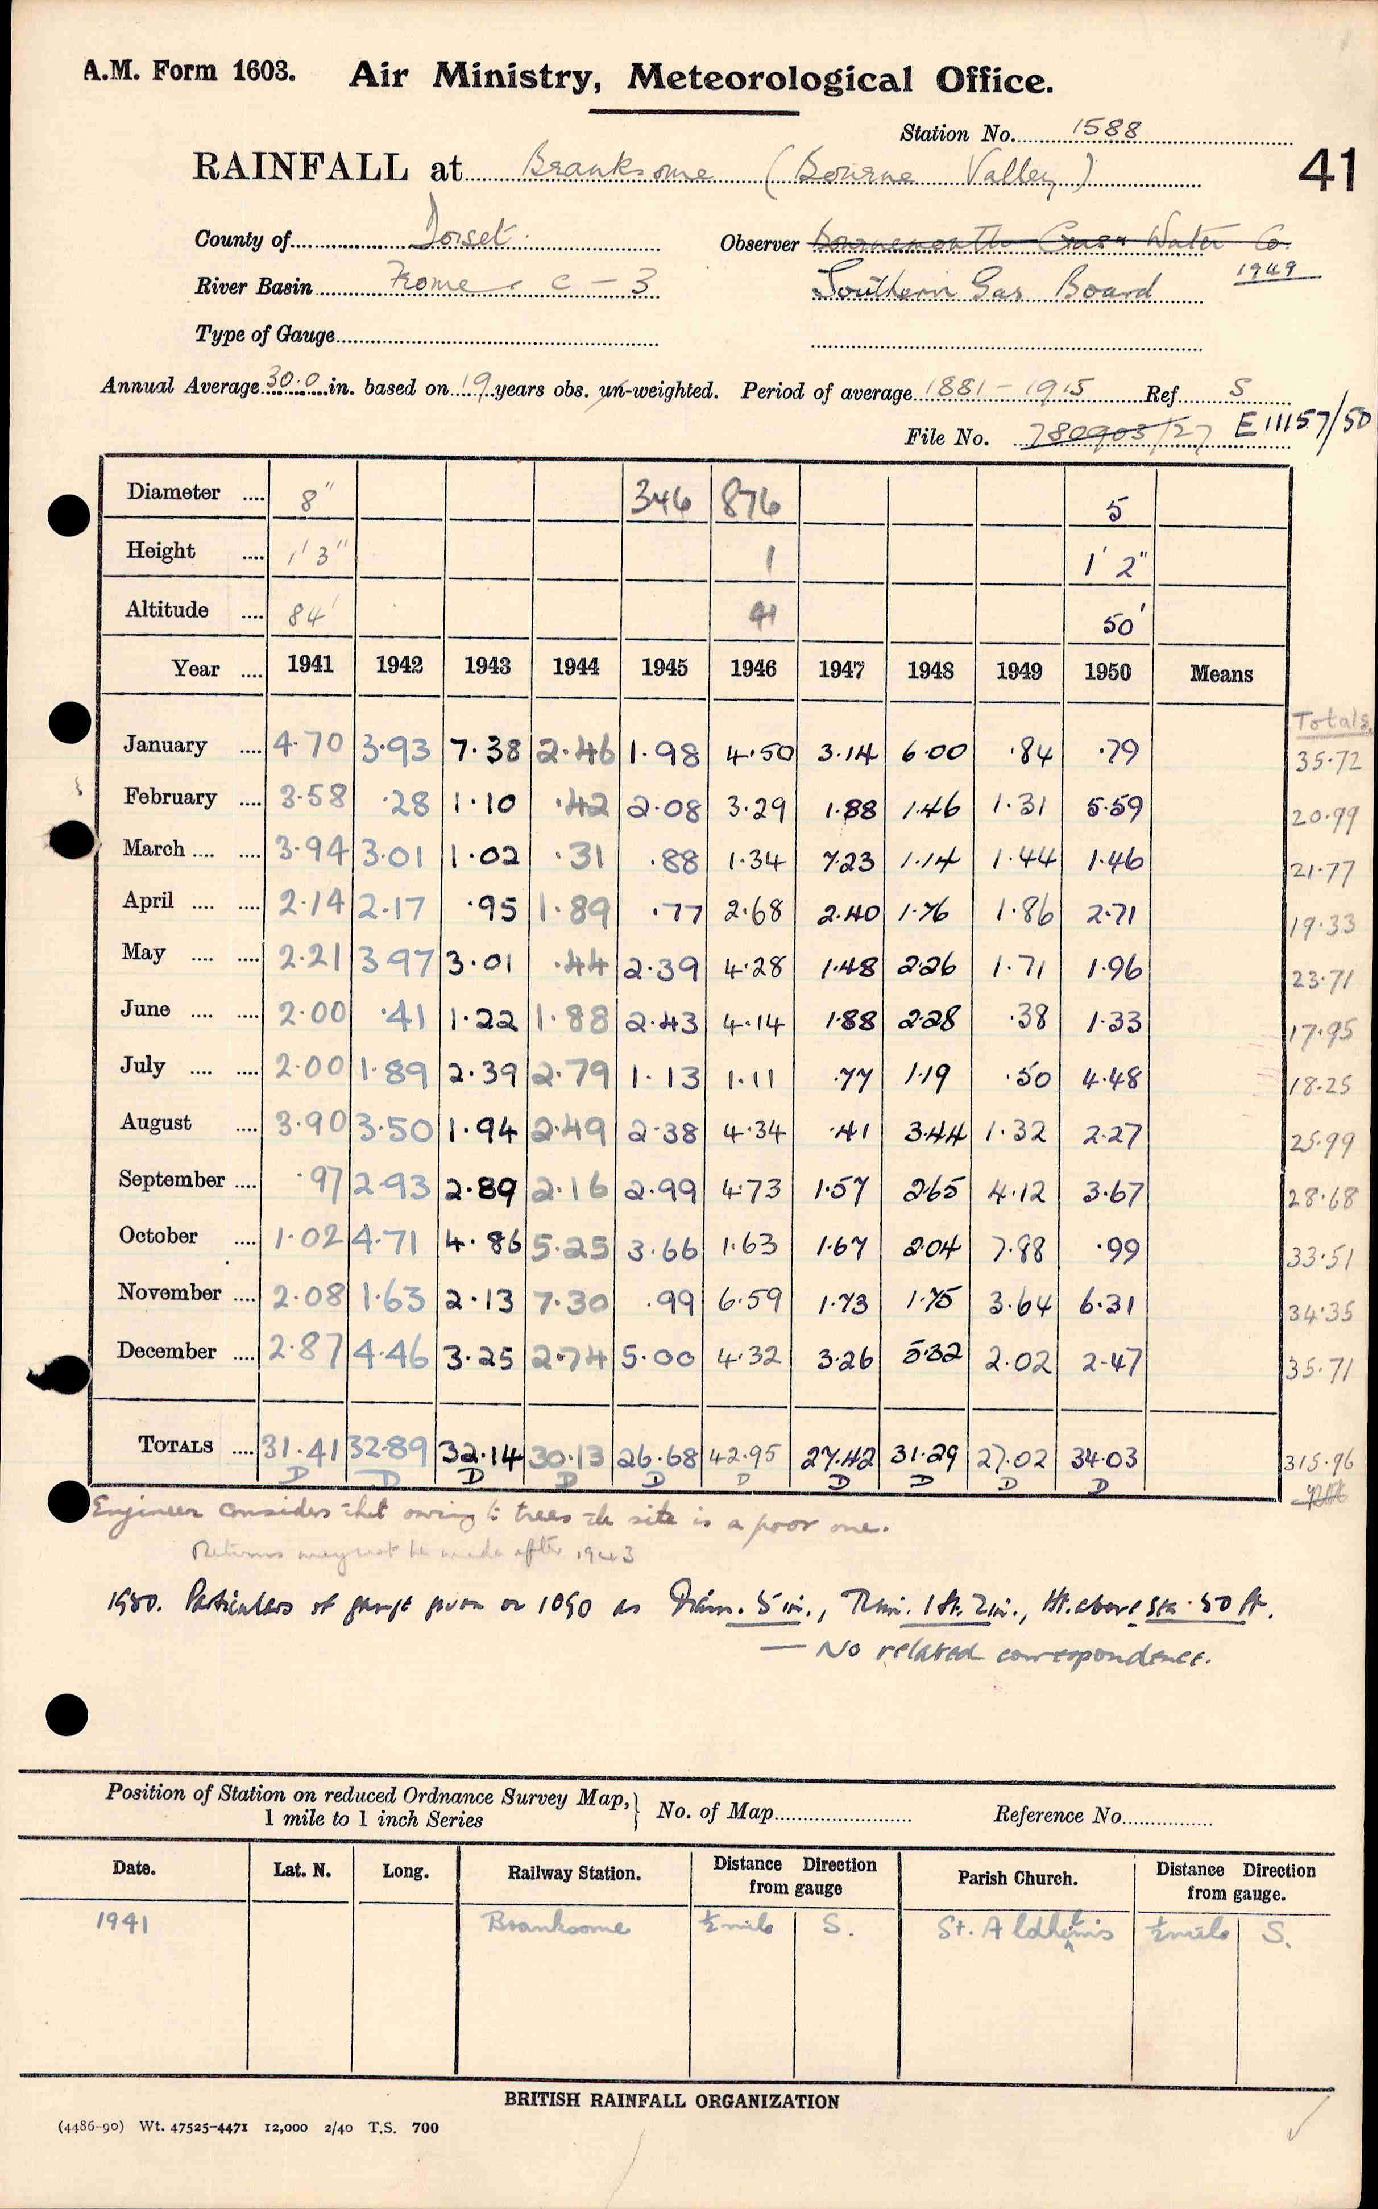 A.M. Form 1603. Air Ministry, Meteorological Office.
Station No. 1588
RAINFALL at Branksome (Bourne Valley)
41
County of Dorset. Observer Bournemouth Gas & Water Co.
River Basin Frome. C – 3 Southern Gas Board 1949
Type of Gauge
Annual Average 30.0 in. based on 19 years obs. un-weighted. Period of average 1881 – 1915 Ref. S
File No. 780903/27 E11157/50
Diameter .... 8" 346 876 5
Height .... 1' 3" 1 1' 2"
Altitude .... 84' 50'
Year .... 1941 1942 1943 1944 1945 1946 1947 1948 1949 1950 Means
Totals
January .... 4.70 3.93 7.38 2.46 1.98 4.50 3.14 6.00 .84 .79 35.72
February .... 3.58 .28 1.10 .42 2.08 3.29 1.88 1.46 1.31 5.59 20.99
March .... .... 3.94 3.01 1.02 .31 .88 1.34 7.23 1.14 1.44 1.46 21.77
April .... .... 2.14 2.17 .95 1.89 .77 2.68 2.40 1.76 1.86 2.71 19.33
May .... .... 2.21 3.97 3.01 .44 2.39 4.28 1.48 2.26 1.71 1.96 23.71
June .... .... 2.00 .41 1.22 1.88 2.43 4.14 1.88 2.28 .38 1.33 17.95
July .... .... 2.00 1.89 2.39 2.79 1.13 1.11 .77 1.19 .50 4.48 18.25
August .... 3.90 3.50 1.94 2.49 2.38 4.34 .41 3.44 1.32 2.27 25.99
September .... .97 2.93 2.89 2.16 2.99 4.73 1.57 2.65 4.12 3.67 28.68
October .... 1.02 4.71 4.86 5.25 3.66 1.63 1.67 2.04 7.88 .99 33.51
November .... 2.08 1.63 2.13 7.30 .99 6.59 1.73 1.75 3.64 6.31 34.35
December .... 2.87 4.46 3.25 2.74 5.00 4.32 3.26 5.32 2.02 2.47 35.71
TOTALS .... 31.41 32.89 32.14 30.13 26.68 42.95 27.42 31.29 27.02 34.03 315.96
D D D D D D D D D D
Engineer considers that owing to trees the site is a poor one.
Returns may not be made after 1943
1950. Particulars of gauge given on 1090 as Diam. 5 in., Rim. 1 ft. 2 in., Ht. above sea 50 ft.
— No related correspondence.
Position of Station on reduced Ordnance Survey Map, 1 mile to 1 inch Series } No. of Map Reference No.
Date. Lat. N. Long. Railway Station. Distance Direction from gauge Parish Church. Distance Direction from gauge.
1941 Branksome ½ mile S. St. Aldhelm's ½ mile S.
BRITISH RAINFALL ORGANIZATION
(4486-90) Wt. 47525-4471 12,000 2/40 T.S. 700